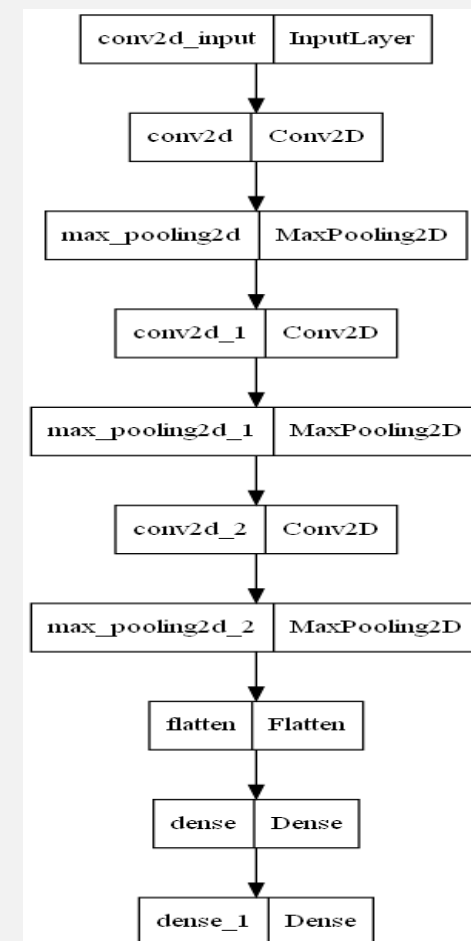 conv2d_input InputLayer
conv2d Conv2D
max_pooling2d MaxPooling2D
conv2d_1 Conv2D
max_pooling2d_1 MaxPooling2D
conv2d_2 Conv2D
max_pooling2d_2 MaxPooling2D
flatten Flatten
dense Dense
dense_1 Dense